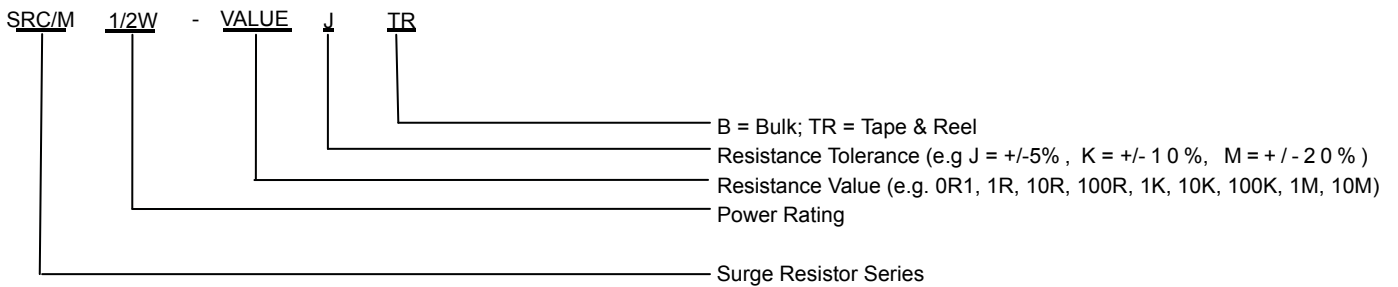 SRC/M 1/2W - VALUE J TR
B = Bulk; TR = Tape & Reel
Resistance Tolerance (e.g J = +/-5% , K = +/- 1 0 %, M = + / - 2 0 % )
Resistance Value (e.g. 0R1, 1R, 10R, 100R, 1K, 10K, 100K, 1M, 10M)
Power Rating
Surge Resistor Series